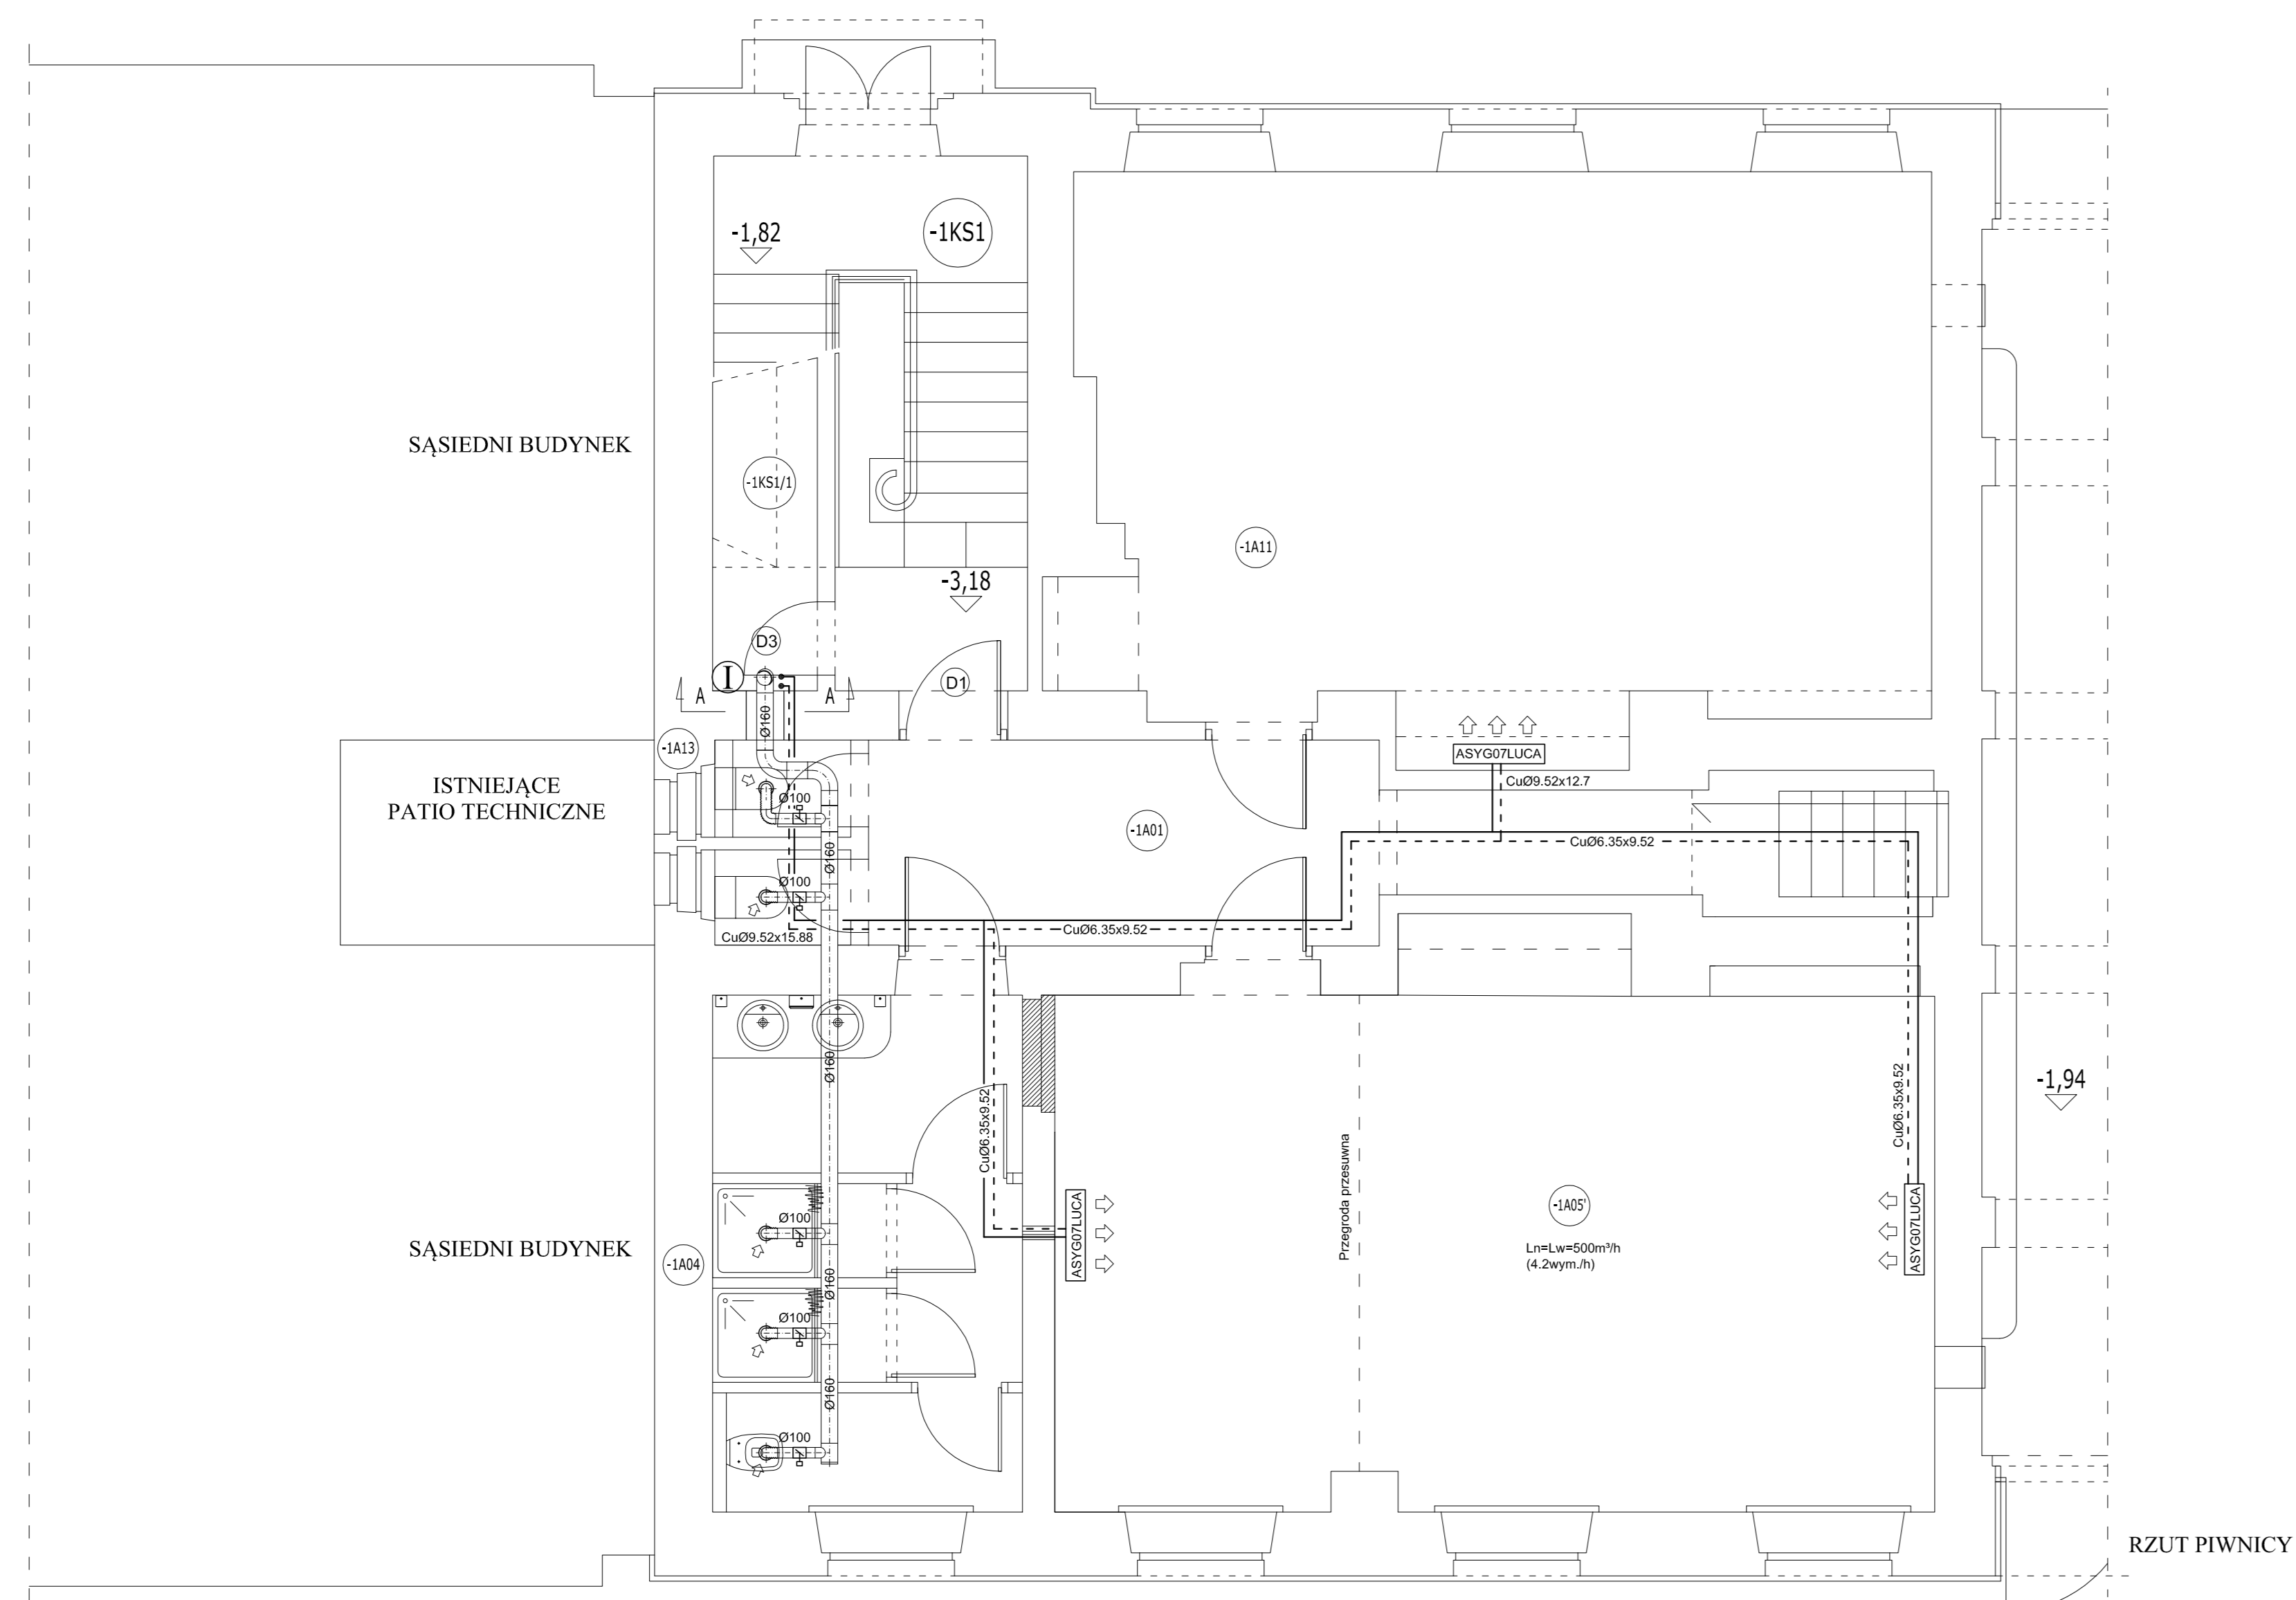 -1,82
-1KS1
SĄSIEDNI BUDYNEK
-1KS1/1
-1A11
-3,18
D3
D1
I
A
A
Ø160
-1A13
ISTNIEJĄCE
PATIO TECHNICZNE
ASYG07LUCA
CuØ9.52x12.7
Ø100
-1A01
CuØ6.35x9.52
Ø160
Ø100
CuØ9.52x15.88
CuØ6.35x9.52
Ø160
CuØ6.35x9.52
CuØ6.35x9.52
-1,94
Przegroda przesuwna
-1A05'
ASYG07LUCA
ASYG07LUCA
Ø100
SĄSIEDNI BUDYNEK
-1A04
Ln=Lw=500m³/h
(4.2wym./h)
Ø160
Ø100
Ø160
Ø100
RZUT PIWNICY